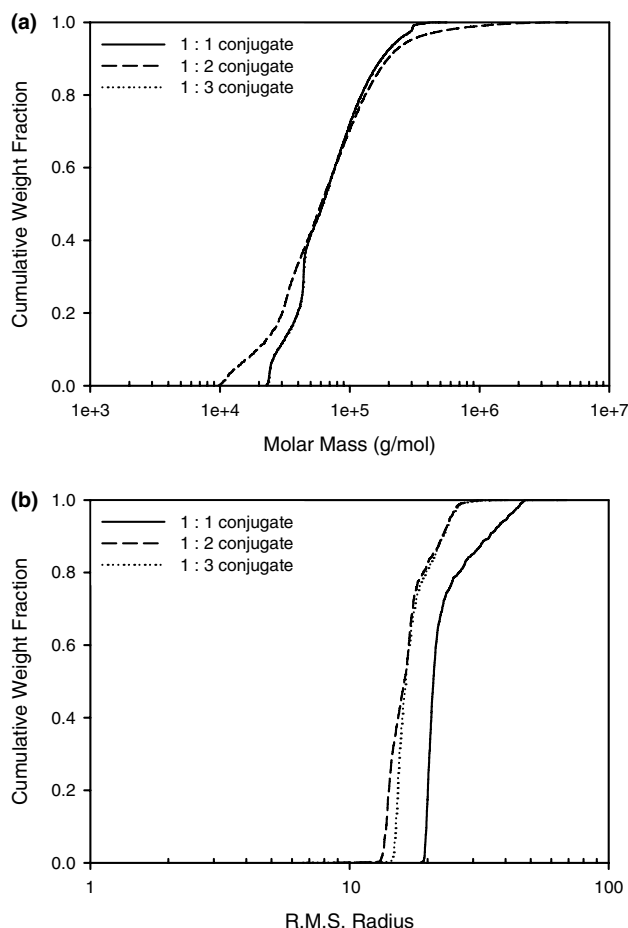 (a)
1 : 1 conjugate
1 : 2 conjugate
1 : 3 conjugate
Cumulative Weight Fraction
1.0
0.8
0.6
0.4
0.2
0.0
1e+3 1e+4 1e+5 1e+6 1e+7
Molar Mass (g/mol)
(b)
1 : 1 conjugate
1 : 2 conjugate
1 : 3 conjugate
Cumulative Weight Fraction
1.0
0.8
0.6
0.4
0.2
0.0
1 10 100
R.M.S. Radius